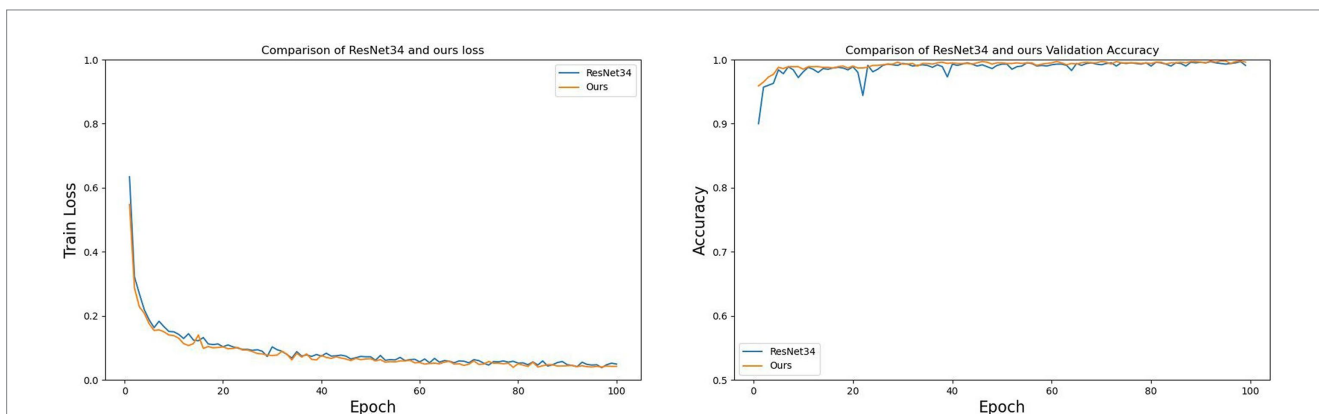 Comparison of ResNet34 and ours loss
1.0
0.8
0.6
0.4
0.2
0.0
Train Loss
0
20
40
60
80
100
Epoch
ResNet34
Ours
Comparison of ResNet34 and ours Validation Accuracy
1.0
0.9
0.8
0.7
0.6
0.5
Accuracy
0
20
40
60
80
100
Epoch
ResNet34
Ours